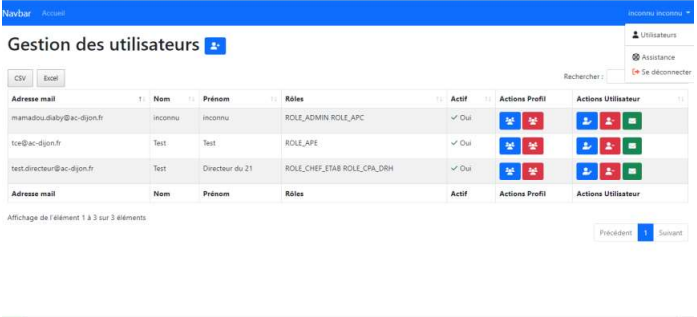 Navbar Accueil inconnu inconnu
Utilisateurs
Gestion des utilisateurs
Assistance
CSV Excel Rechercher : Se déconnecter
Adresse mail Nom Prénom Rôles Actif Actions Profil Actions Utilisateur
mamadou.diaby@ac-dijon.fr inconnu inconnu ROLE_ADMIN ROLE_APC Oui
tce@ac-dijon.fr Test Test ROLE_APE Oui
test.directeur@ac-dijon.fr Test Directeur du 21 ROLE_CHEF_ETAB ROLE_CPA_DRH Oui
Adresse mail Nom Prénom Rôles Actif Actions Profil Actions Utilisateur
Affichage de l'élément 1 à 3 sur 3 éléments
Précédent 1 Suivant